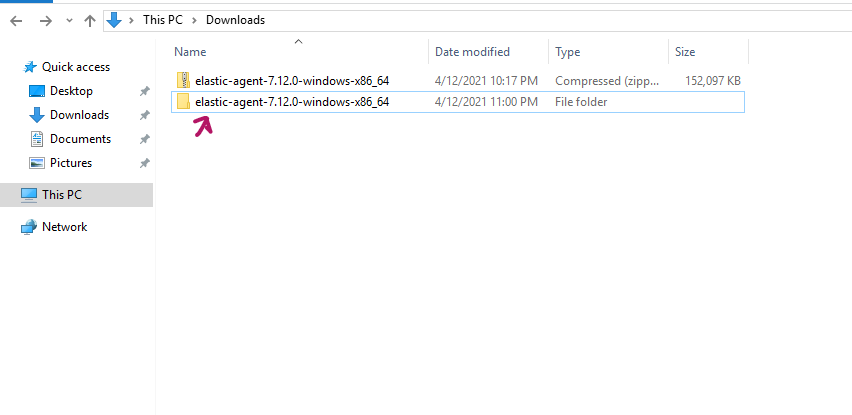 This PC > Downloads
Name Date modified Type Size
Quick access
Desktop
Downloads
Documents
Pictures
This PC
Network
elastic-agent-7.12.0-windows-x86_64 4/12/2021 10:17 PM Compressed (zipp... 152,097 KB
elastic-agent-7.12.0-windows-x86_64 4/12/2021 11:00 PM File folder